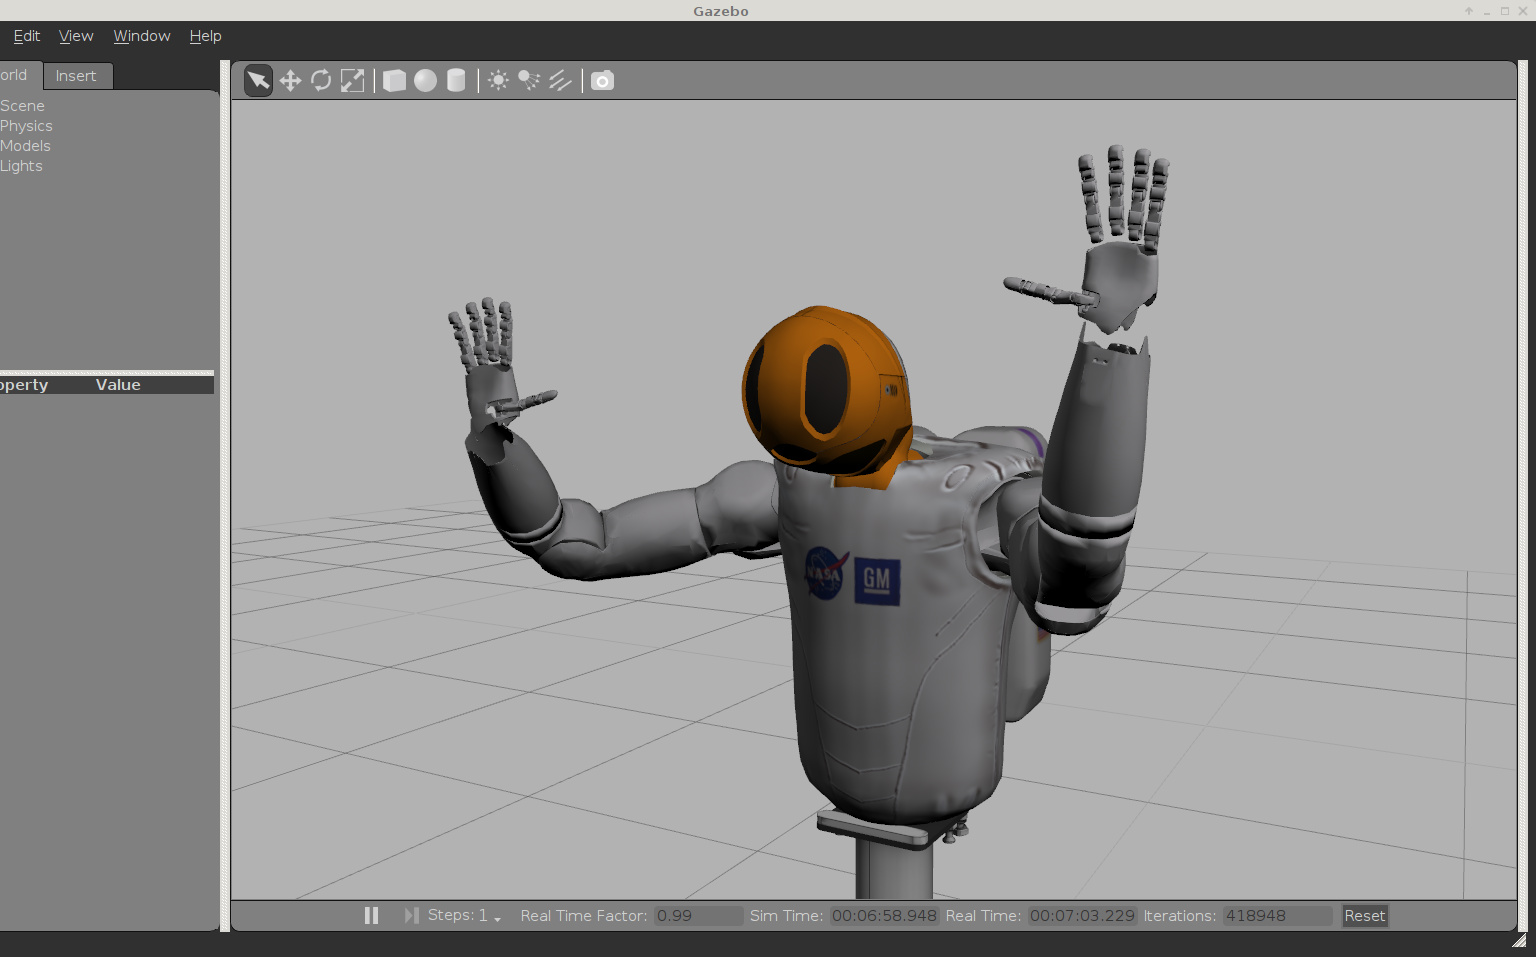 Gazebo
Edit View Window Help
orld Insert
Scene
Physics
Models
Lights
operty Value
NASA
GM
Steps: 1 Real Time Factor: 0.99 Sim Time: 00:06:58.948 Real Time: 00:07:03.229 Iterations: 418948 Reset